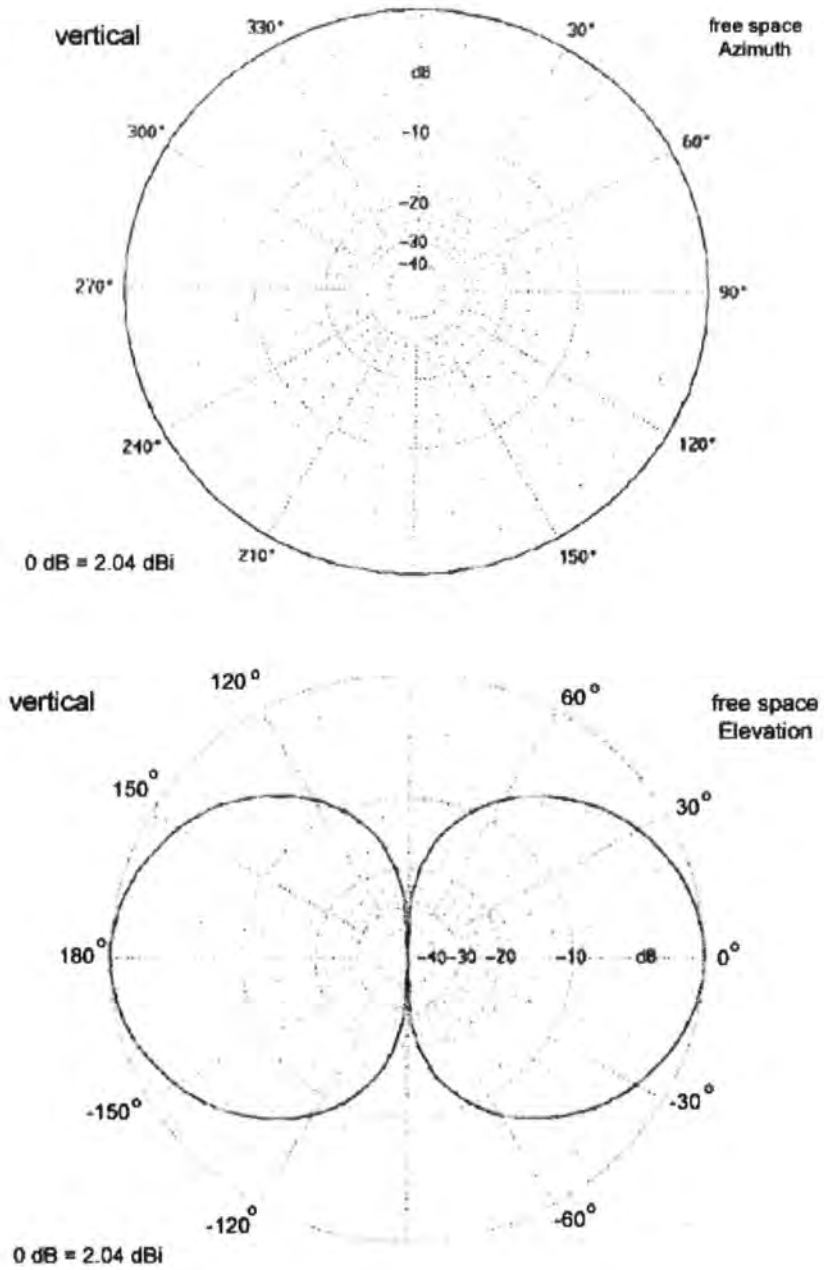 vertical
free space
Azimuth
330°
30°
dB
300°
-10
60°
-20
-30
-40
270°
90°
240°
120°
210°
150°
0 dB = 2.04 dBi
vertical
120°
60°
free space
Elevation
150°
30°
180°
-40 -30 -20 -10 dB
0°
-150°
-30°
-120°
-60°
0 dB = 2.04 dBi